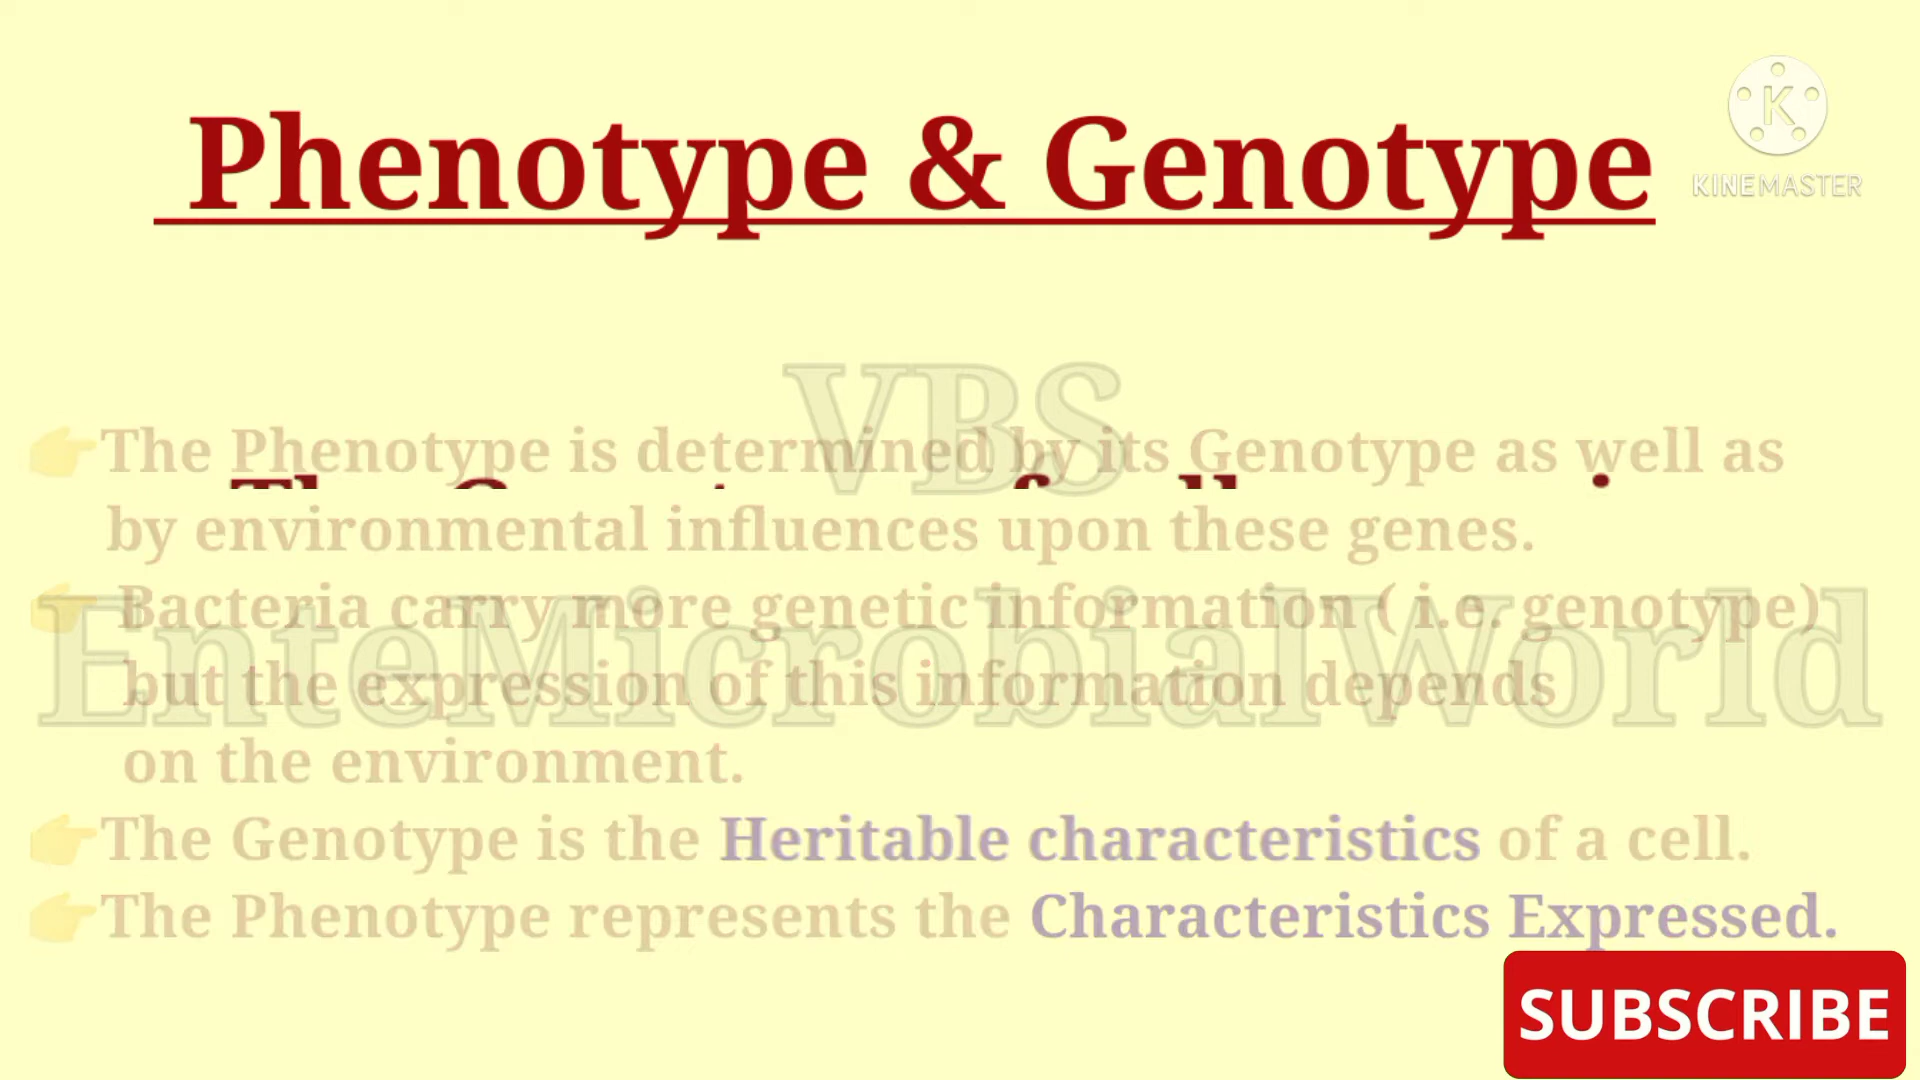 Phenotype & Genotype
K
KINEMASTER
VBS
👉The Phenotype is determined by its Genotype as well as
by environmental influences upon these genes.
👉 Bacteria carry more genetic information ( i.e. genotype)
EnteMicrobialWorld
but the expression of this information depends
on the environment.
👉The Genotype is the Heritable characteristics of a cell.
👉The Phenotype represents the Characteristics Expressed.
SUBSCRIBE